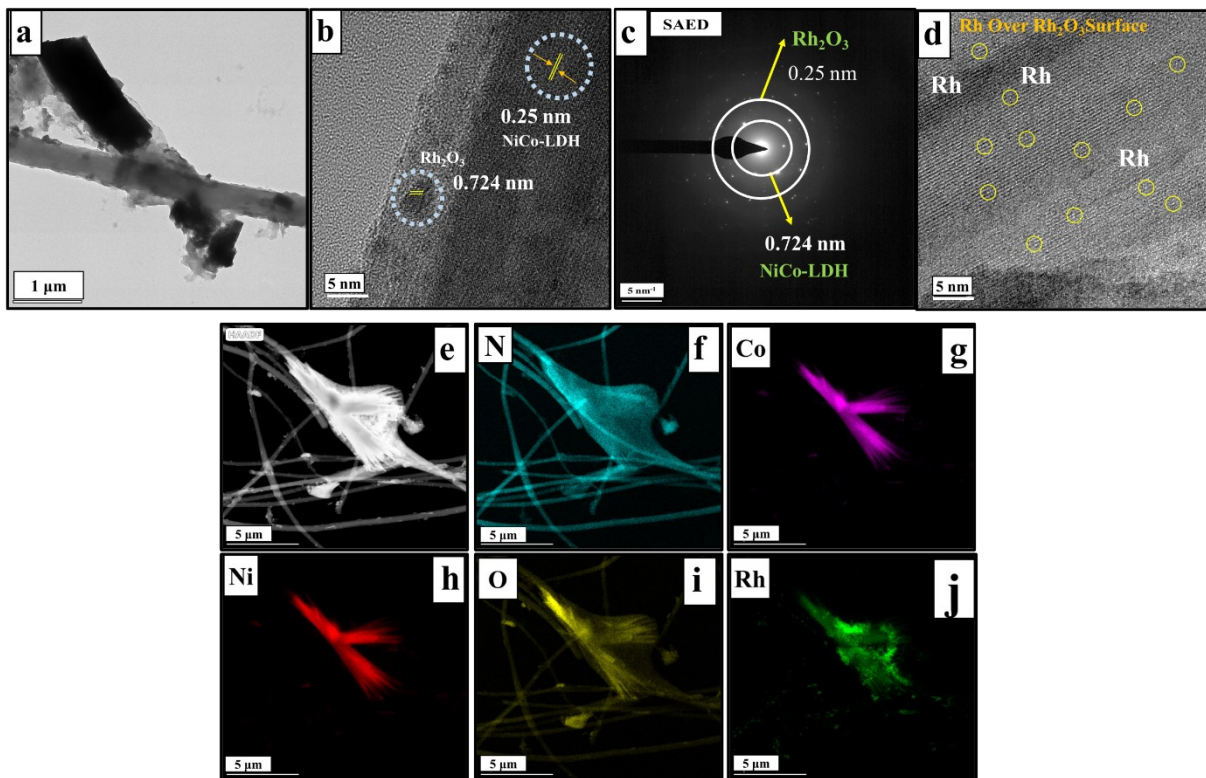 a
1 μm
b
0.25 nm
NiCo-LDH
Rh₂O₃
0.724 nm
5 nm
c
SAED
Rh₂O₃
0.25 nm
0.724 nm
NiCo-LDH
5 nm⁻¹
d
Rh Over Rh₂O₃Surface
Rh
Rh
Rh
5 nm
HAADF
e
5 μm
N
f
5 μm
Co
g
5 μm
Ni
h
5 μm
O
i
5 μm
Rh
j
5 μm